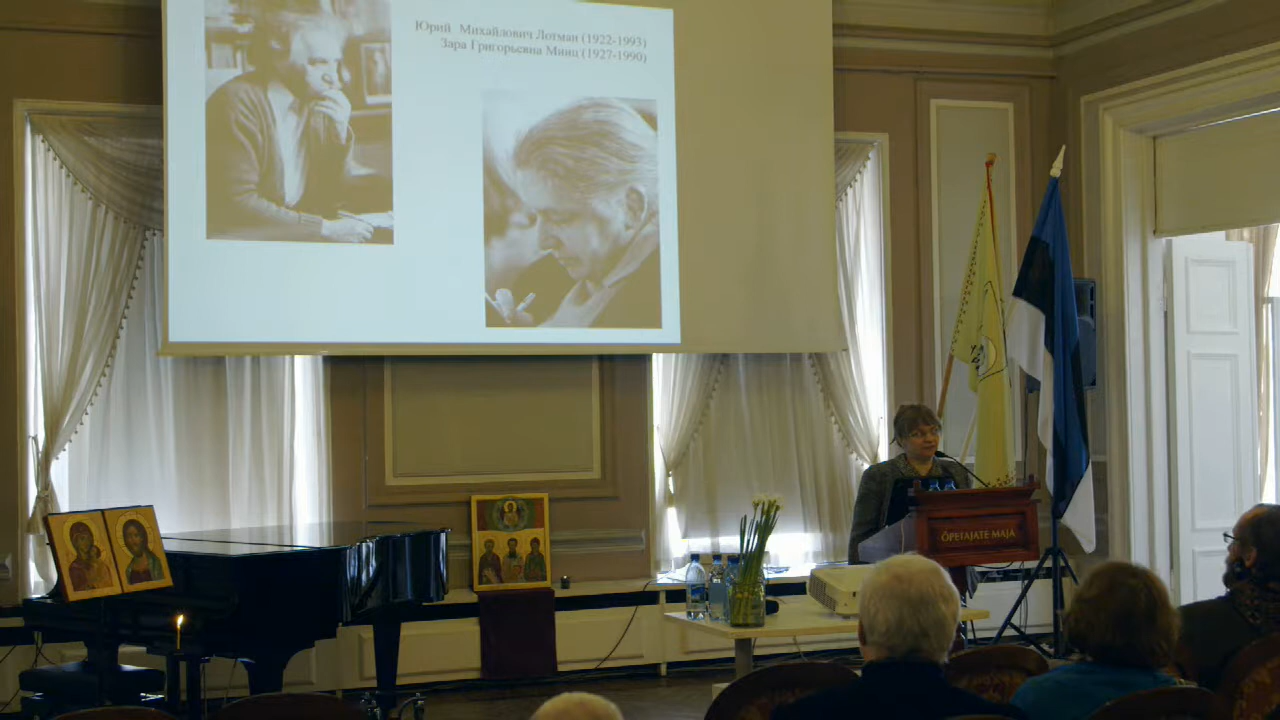 Юрий Михайлович Лотман (1922-1993)
Зара Григорьевна Минц (1927-1990)
ÕPETAJATE MAJA